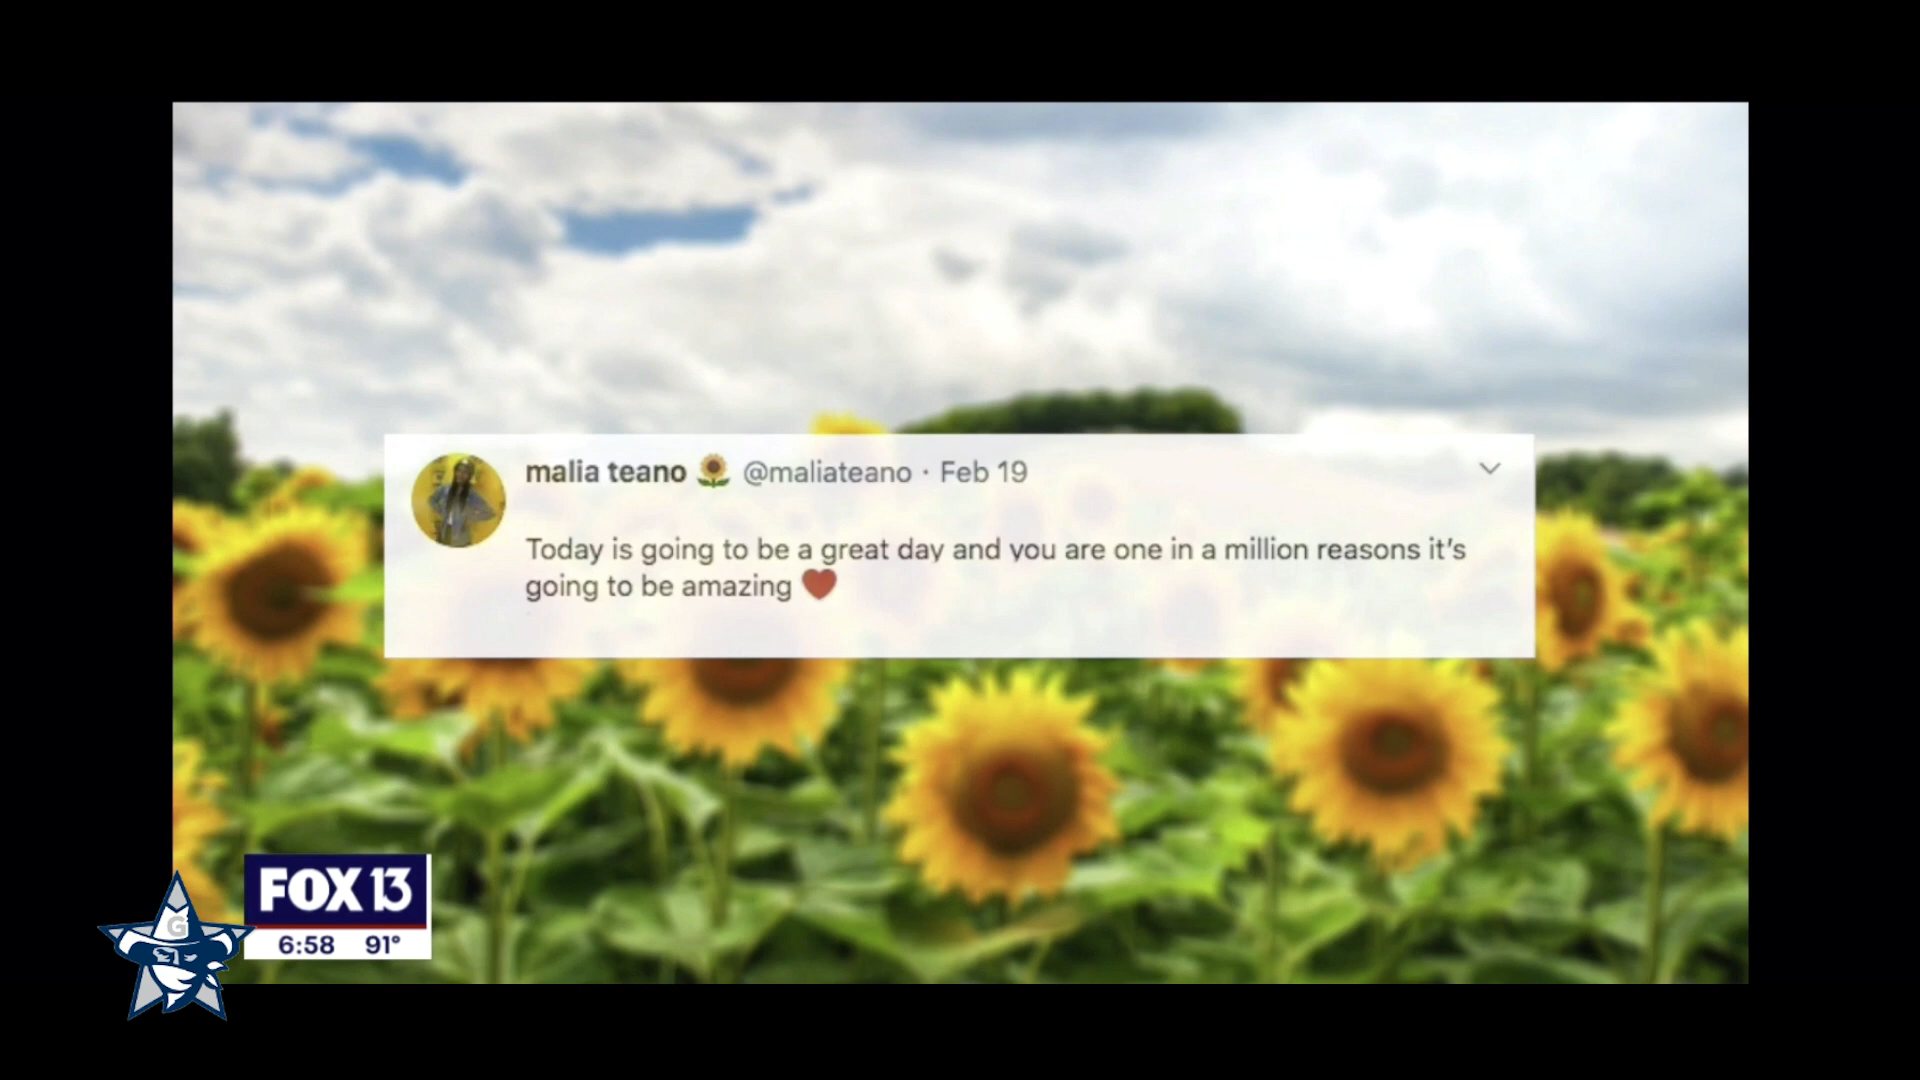 malia teano 🌻 @maliateano · Feb 19
Today is going to be a great day and you are one in a million reasons it's
going to be amazing ❤️
FOX 13
6:58 91°
G